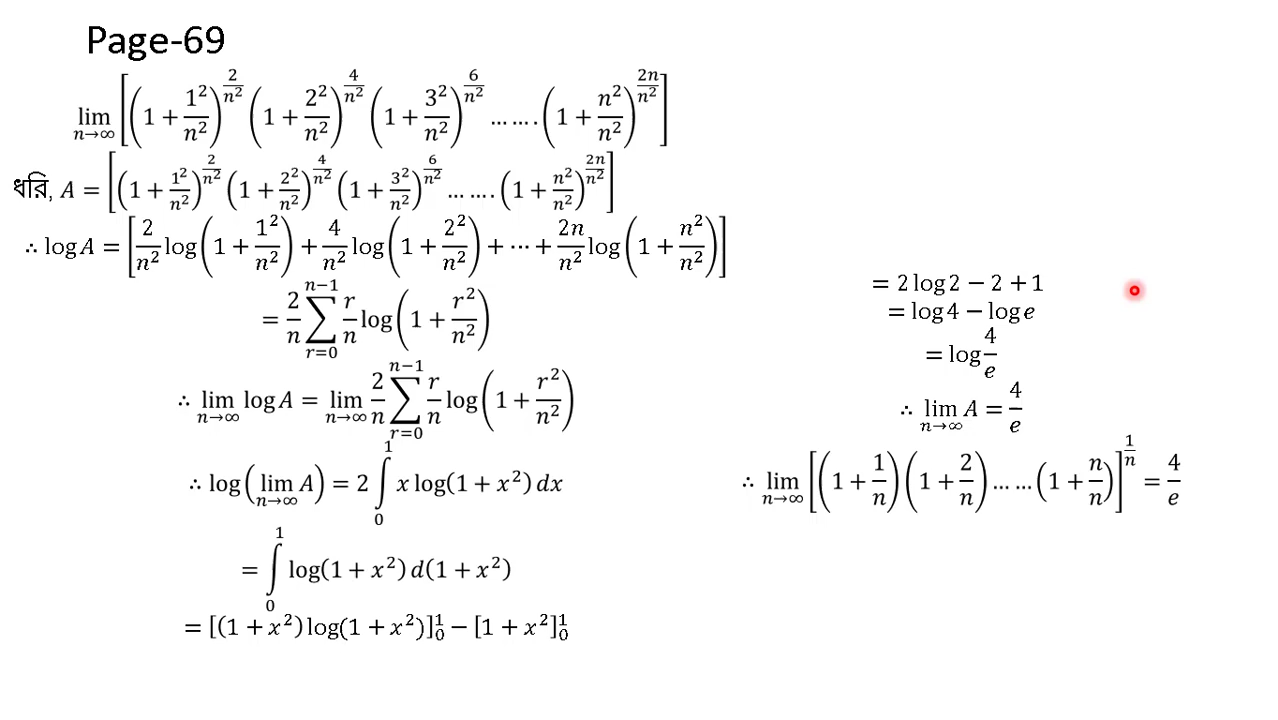 Page-69
lim n→∞ [(1 + 1²/n²)^(2/n²) (1 + 2²/n²)^(4/n²) (1 + 3²/n²)^(6/n²) … … . (1 + n²/n²)^(2n/n²)]
ধরি, A = [(1 + 1²/n²)^(2/n²) (1 + 2²/n²)^(4/n²) (1 + 3²/n²)^(6/n²) … … . (1 + n²/n²)^(2n/n²)]
∴ log A = [2/n² log(1 + 1²/n²) + 4/n² log(1 + 2²/n²) + ⋯ + 2n/n² log(1 + n²/n²)]
= 2/n ∑_(r=0)^(n−1) r/n log(1 + r²/n²)
∴ lim n→∞ log A = lim n→∞ 2/n ∑_(r=0)^(n−1) r/n log(1 + r²/n²)
∴ log(lim n→∞ A) = 2 ∫_0^1 x log(1 + x²) dx
= ∫_0^1 log(1 + x²) d(1 + x²)
= [(1 + x²) log(1 + x²)]_0^1 − [1 + x²]_0^1
= 2 log 2 − 2 + 1
= log 4 − log e
= log 4/e
∴ lim n→∞ A = 4/e
∴ lim n→∞ [(1 + 1/n)(1 + 2/n) … … (1 + n/n)]^(1/n) = 4/e